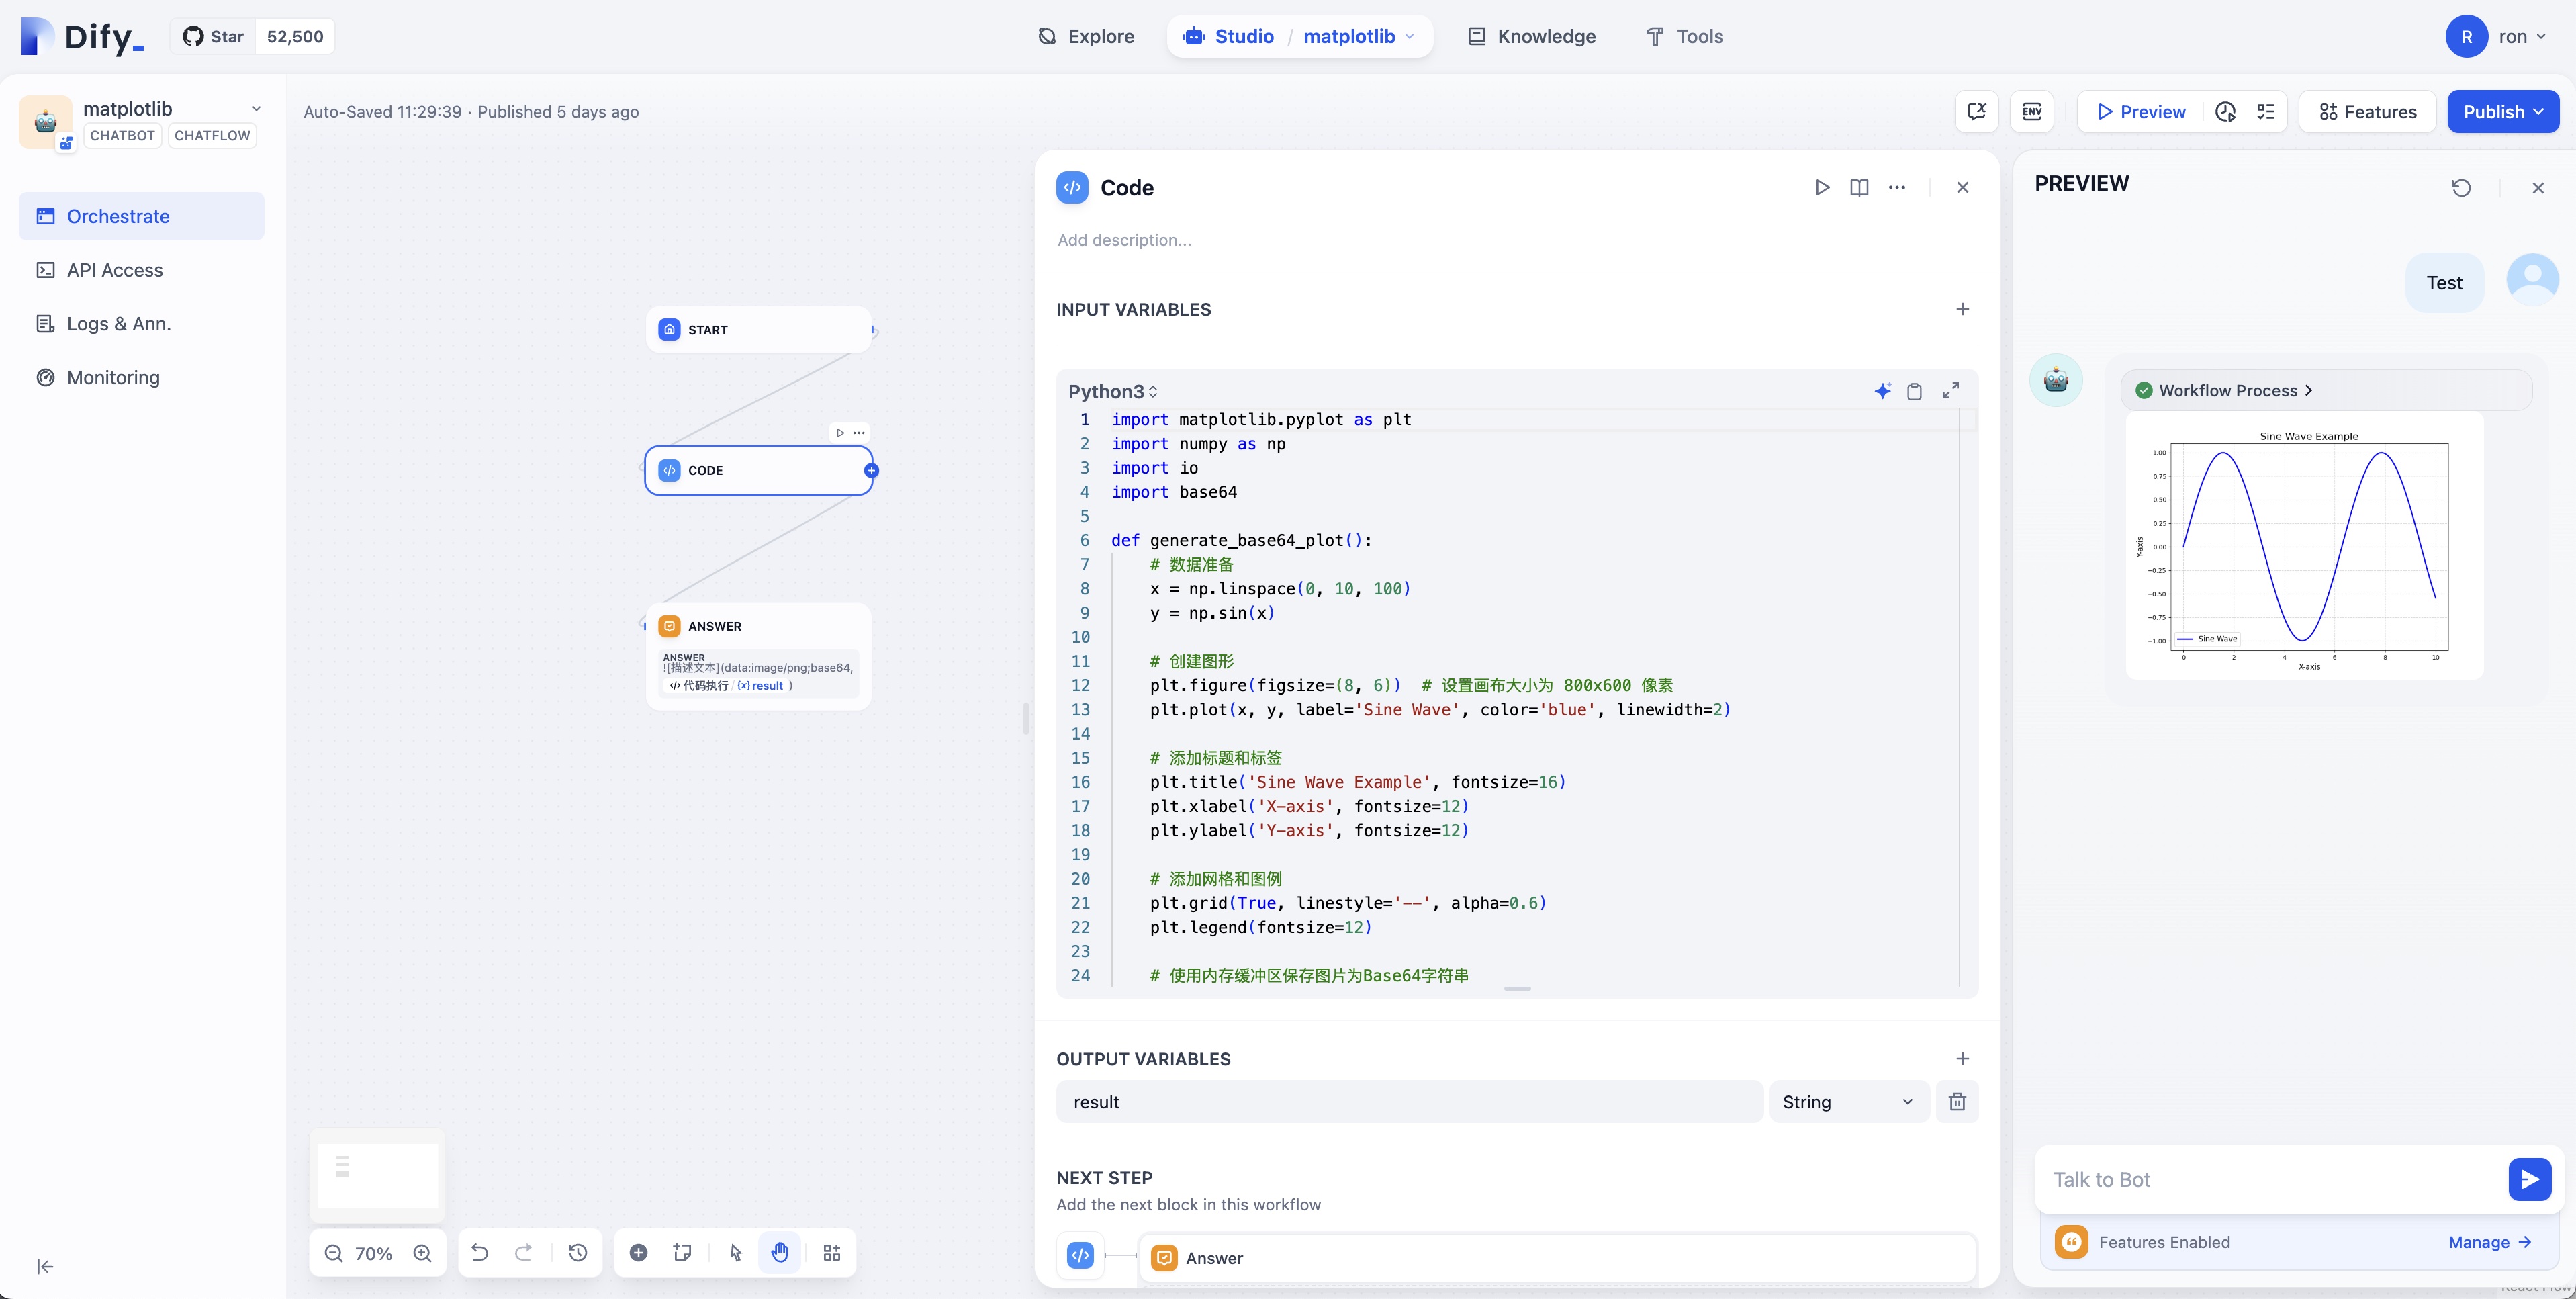 Dify_
Star 52,500
Explore
Studio / matplotlib
Knowledge
Tools
R ron
matplotlib
CHATBOT CHATFLOW
Orchestrate
API Access
Logs & Ann.
Monitoring
Auto-Saved 11:29:39 · Published 5 days ago
ENV
Preview
Features
Publish
START
CODE
ANSWER
ANSWER
![描述文本](data:image/png;base64,
代码执行 / (x) result )
70%
Code
Add description...
INPUT VARIABLES
Python3
1 import matplotlib.pyplot as plt
2 import numpy as np
3 import io
4 import base64
5
6 def generate_base64_plot():
7 # 数据准备
8 x = np.linspace(0, 10, 100)
9 y = np.sin(x)
10
11 # 创建图形
12 plt.figure(figsize=(8, 6)) # 设置画布大小为 800x600 像素
13 plt.plot(x, y, label='Sine Wave', color='blue', linewidth=2)
14
15 # 添加标题和标签
16 plt.title('Sine Wave Example', fontsize=16)
17 plt.xlabel('X-axis', fontsize=12)
18 plt.ylabel('Y-axis', fontsize=12)
19
20 # 添加网格和图例
21 plt.grid(True, linestyle='--', alpha=0.6)
22 plt.legend(fontsize=12)
23
24 # 使用内存缓冲区保存图片为Base64字符串
OUTPUT VARIABLES
result
String
NEXT STEP
Add the next block in this workflow
Answer
PREVIEW
Test
Workflow Process
Sine Wave Example
1.00
0.75
0.50
0.25
0.00
−0.25
−0.50
−0.75
−1.00
Y-axis
Sine Wave
0 2 4 6 8 10
X-axis
Talk to Bot
Features Enabled
Manage